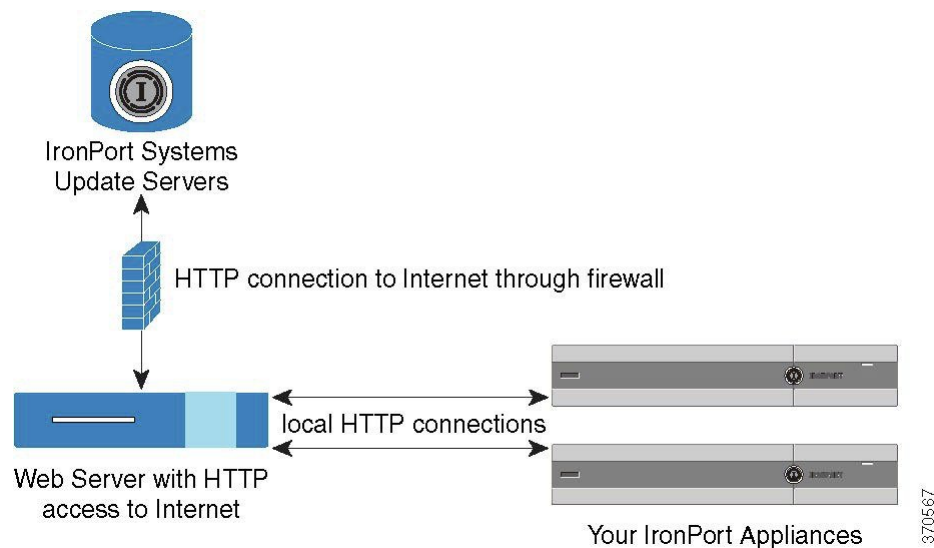 IronPort Systems
Update Servers
HTTP connection to Internet through firewall
local HTTP connections
Web Server with HTTP
access to Internet
Your IronPort Appliances
370567